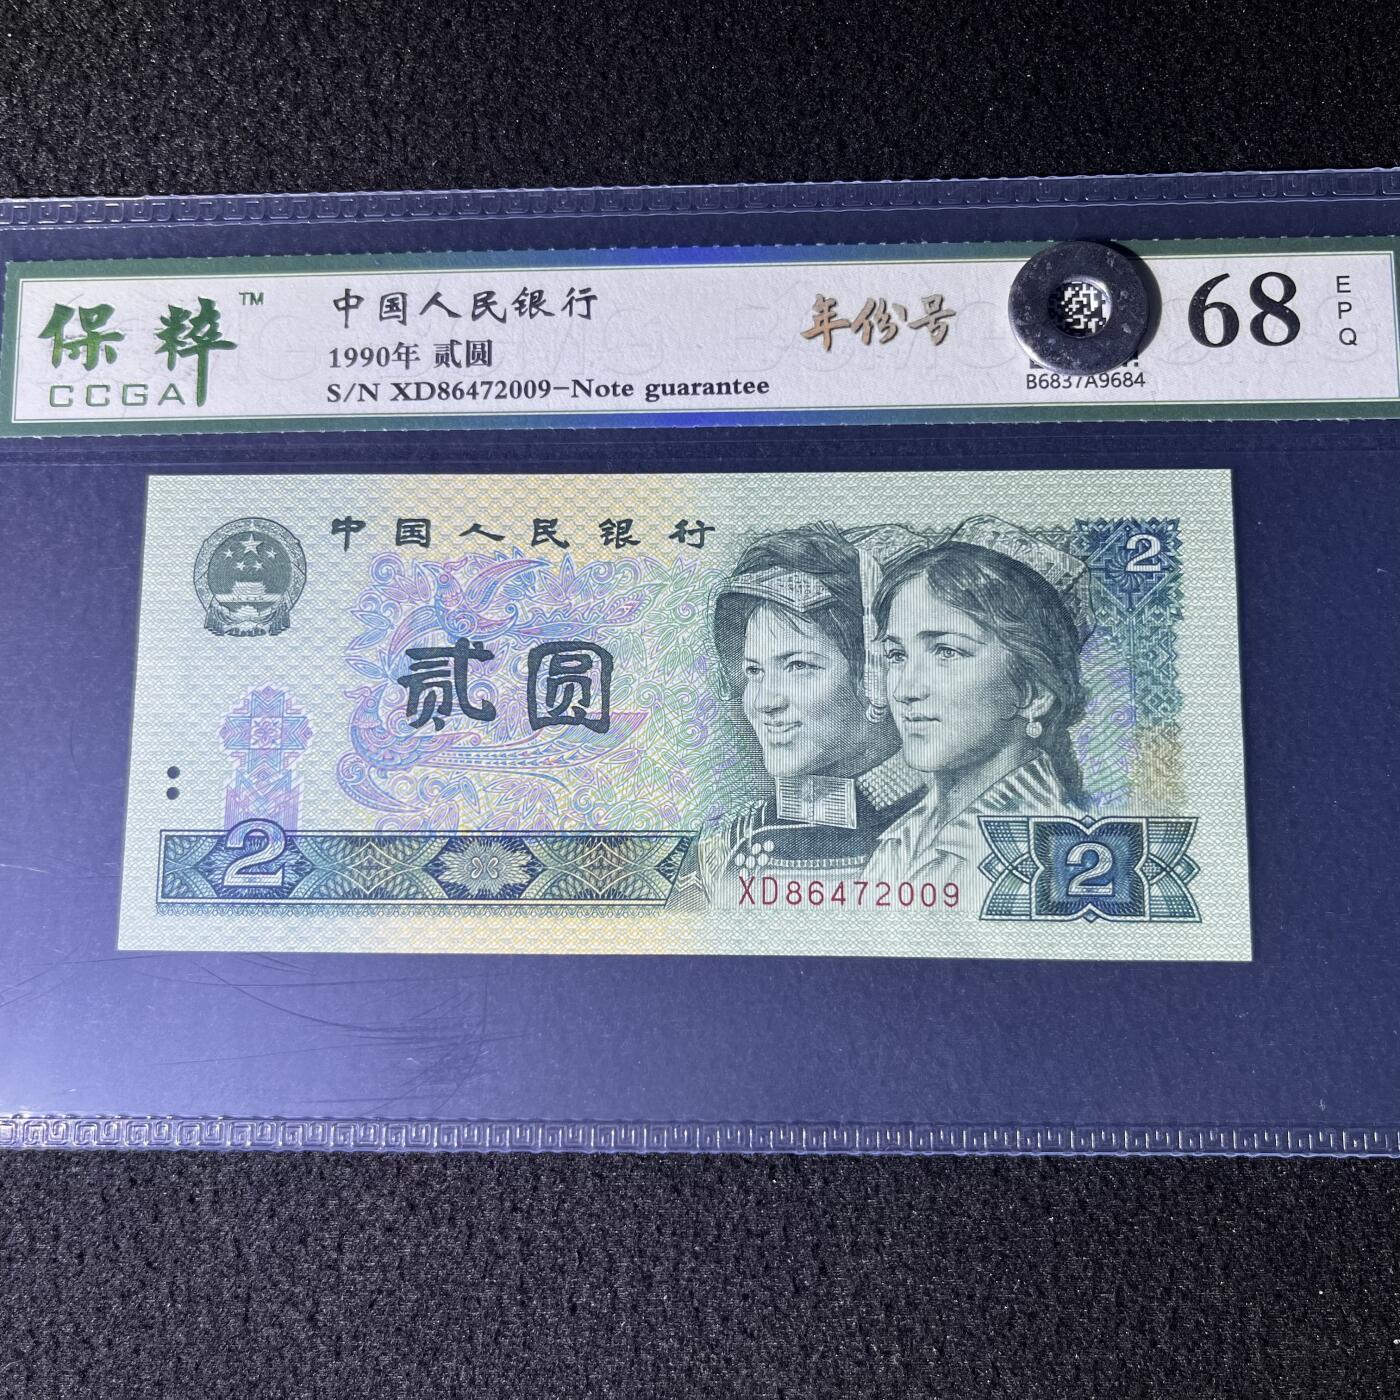 保粹™
CCGA
中国人民银行
1990年 贰圆
S/N XD86472009-Note guarantee
年份号
B6837A9684
68
EPQ
中国人民银行
2
贰圆
2
XD86472009
2